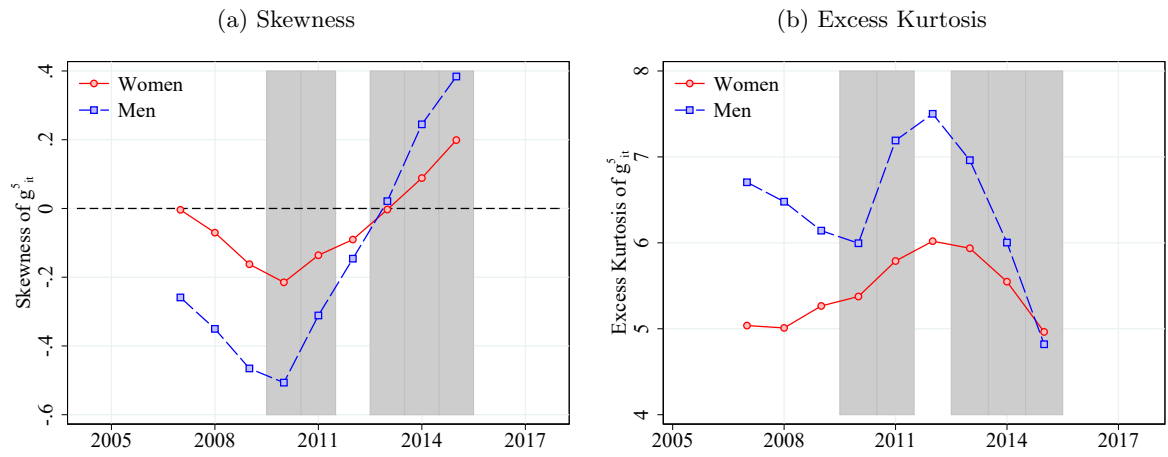 (a) Skewness
Women
Men
Skewness of g⁵ᵢₜ
.4
.2
0
-.2
-.4
-.6
2005 2008 2011 2014 2017
(b) Excess Kurtosis
Women
Men
Excess Kurtosis of g⁵ᵢₜ
8
7
6
5
4
2005 2008 2011 2014 2017